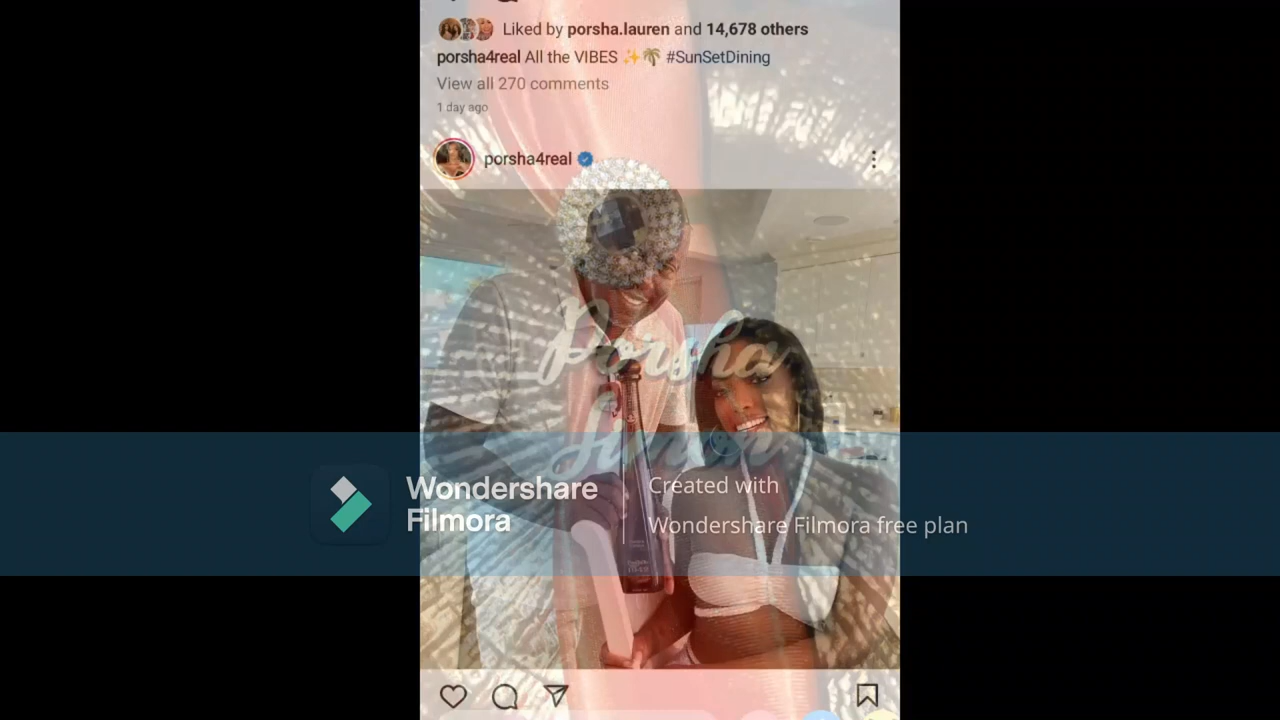 Liked by porsha.lauren and 14,678 others
porsha4real All the VIBES ✨🌴 #SunSetDining
View all 270 comments
1 day ago
porsha4real
Porsha
Wondershare
Filmora
Created with
Wondershare Filmora free plan